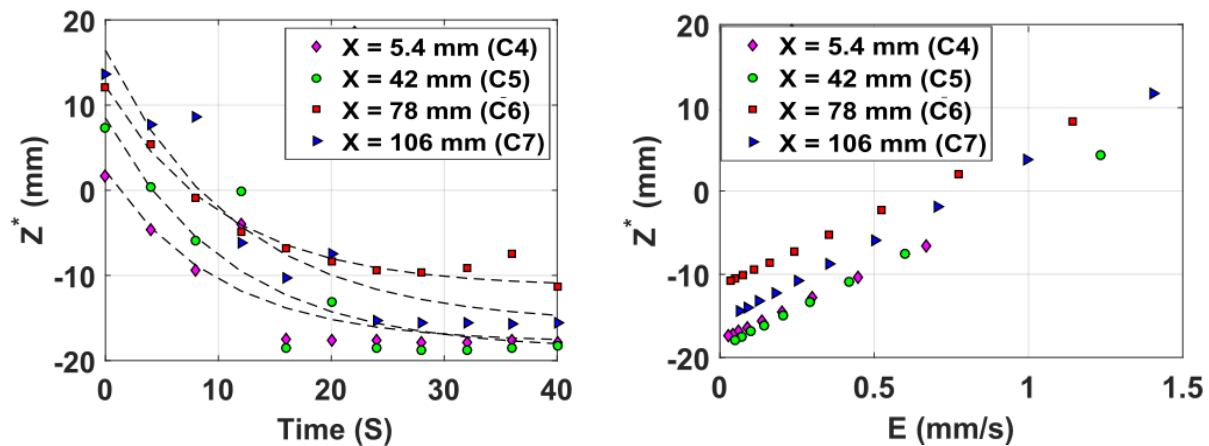 20
10
0
-10
-20
Z* (mm)
X = 5.4 mm (C4)
X = 42 mm (C5)
X = 78 mm (C6)
X = 106 mm (C7)
0 10 20 30 40
Time (S)
20
10
0
-10
-20
Z* (mm)
X = 5.4 mm (C4)
X = 42 mm (C5)
X = 78 mm (C6)
X = 106 mm (C7)
0 0.5 1 1.5
E (mm/s)